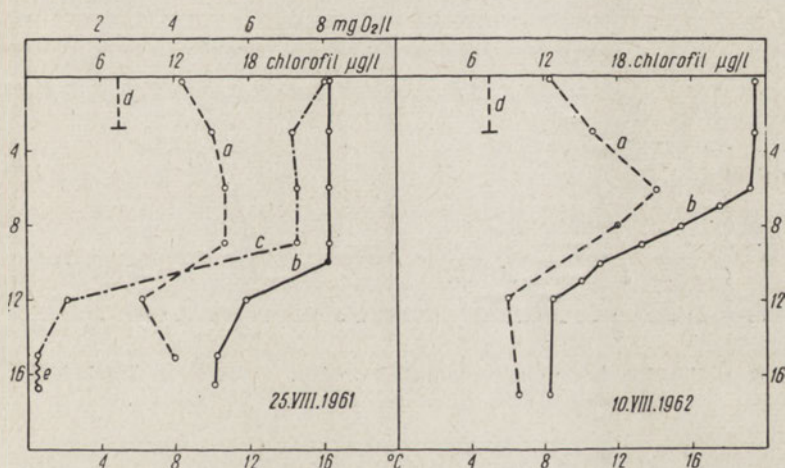 2 4 6 8 mg O₂/l
6 12 18 chlorofil µg/l
6 12 18. chlorofil µg/l
d
d
a
a
4
4
b
8
8
c
b
12
12
e
16
16
25.VIII.1961
10.VIII.1962
4 8 12 16 °C 4 8 12 16